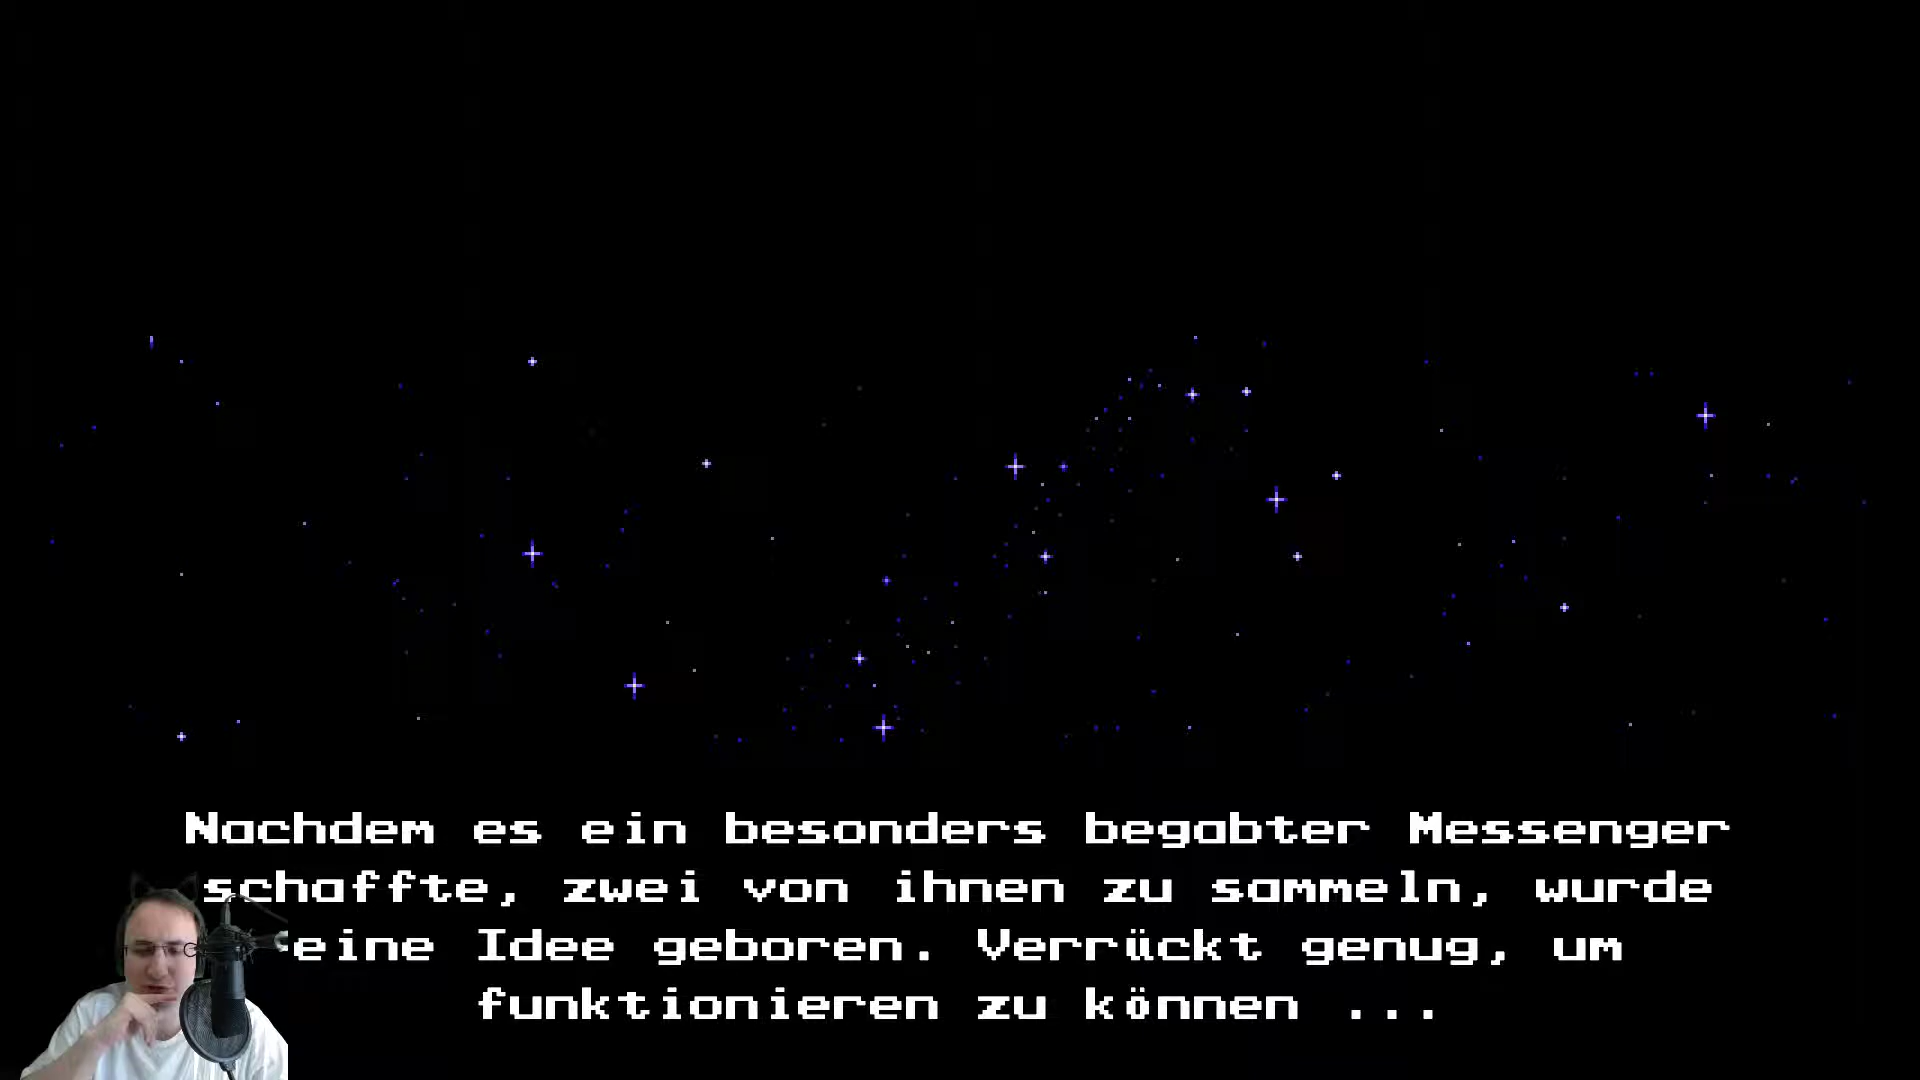 Nachdem es ein besonders begabter Messenger
schaffte, zwei von ihnen zu sammeln, wurde
eine Idee geboren. Verrückt genug, um
funktionieren zu können ...